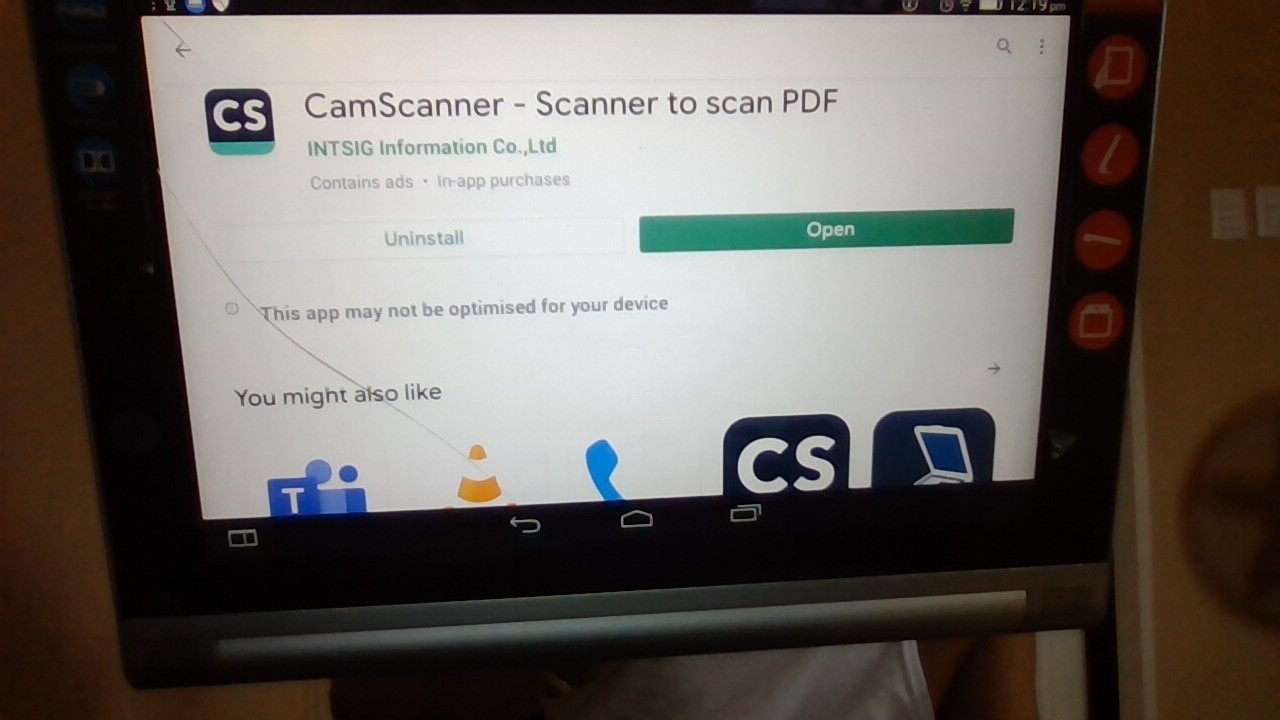 12:19 pm
CS
CamScanner - Scanner to scan PDF
INTSIG Information Co.,Ltd
Contains ads • In-app purchases
Uninstall
Open
This app may not be optimised for your device
You might also like
T
CS